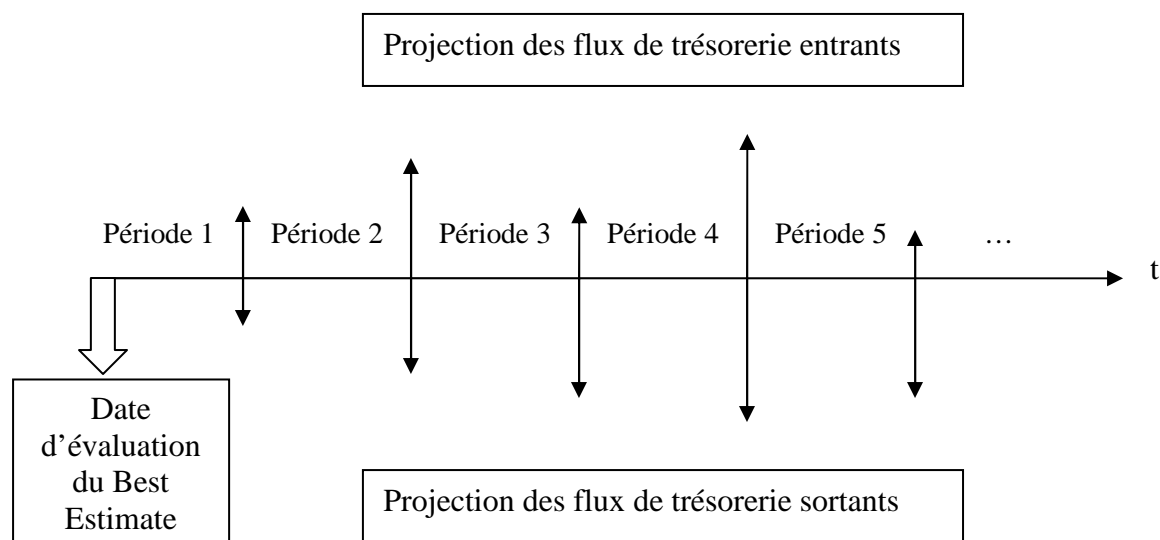 Projection des flux de trésorerie entrants
Période 1 Période 2 Période 3 Période 4 Période 5 …
t
Date
d’évaluation
du Best
Estimate
Projection des flux de trésorerie sortants